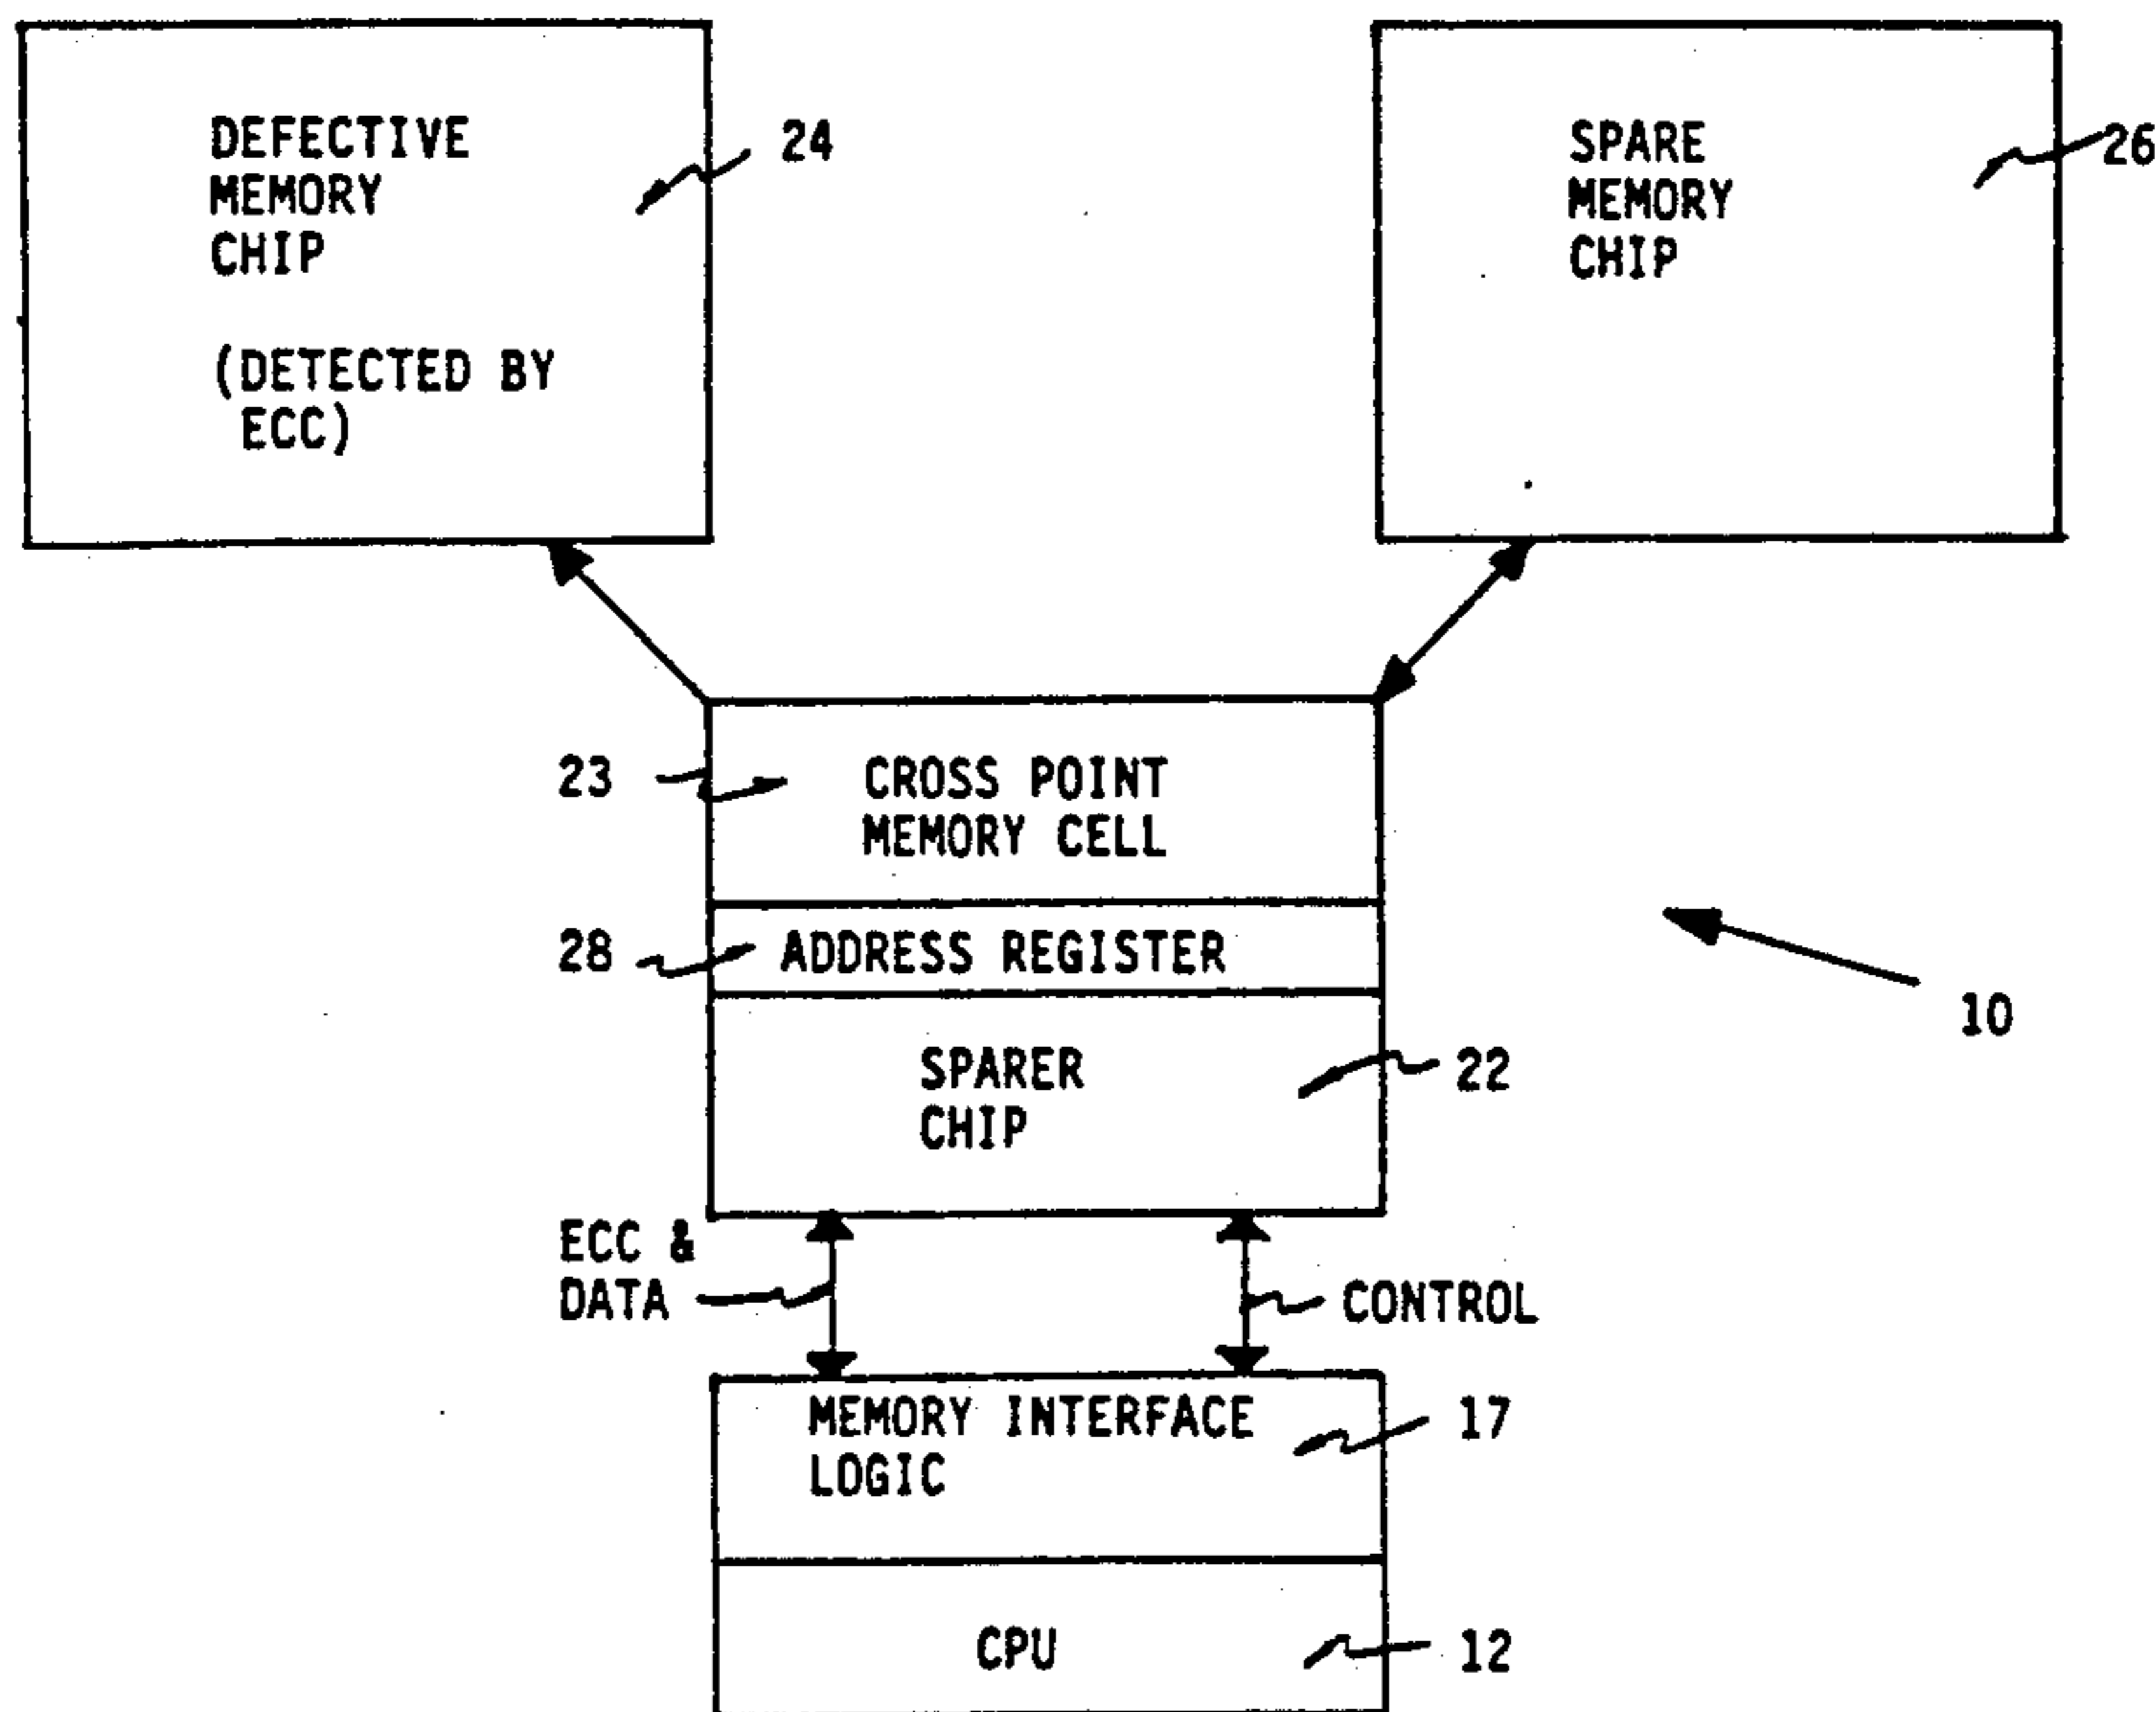 DEFECTIVE
MEMORY
CHIP
(DETECTED BY
ECC)
24
SPARE
MEMORY
CHIP
26
23
CROSS POINT
MEMORY CELL
28
ADDRESS REGISTER
10
SPARER
CHIP
22
ECC &
DATA
CONTROL
MEMORY INTERFACE
LOGIC
17
CPU
12